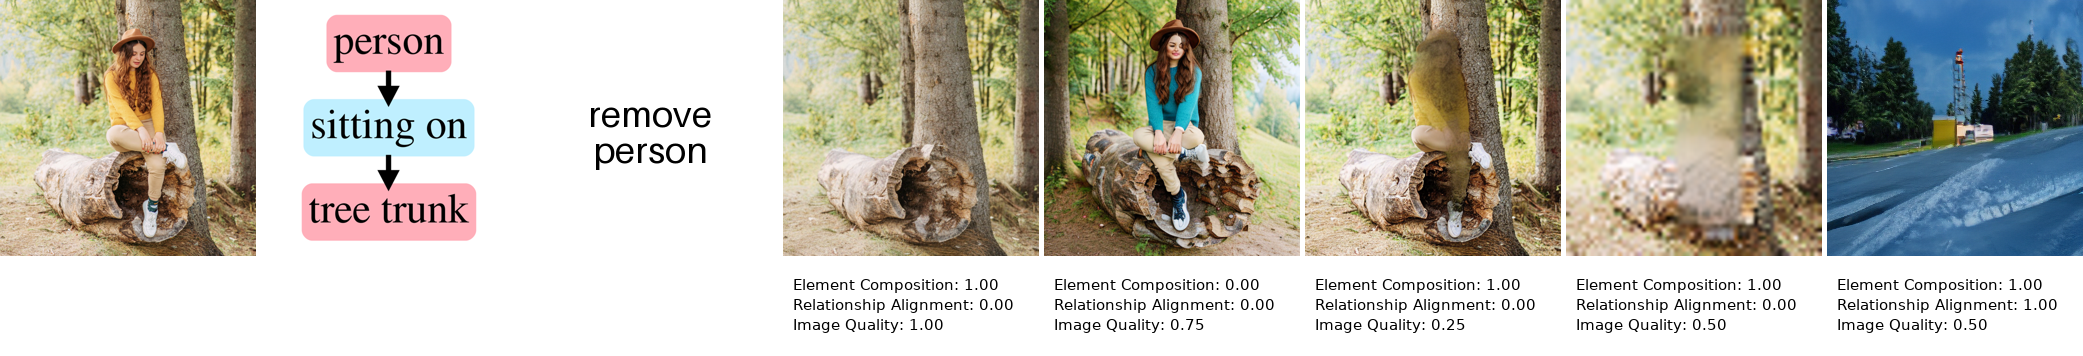 person
sitting on
tree trunk
remove
person
Element Composition: 1.00
Relationship Alignment: 0.00
Image Quality: 1.00
Element Composition: 0.00
Relationship Alignment: 0.00
Image Quality: 0.75
Element Composition: 1.00
Relationship Alignment: 0.00
Image Quality: 0.25
Element Composition: 1.00
Relationship Alignment: 0.00
Image Quality: 0.50
Element Composition: 1.00
Relationship Alignment: 1.00
Image Quality: 0.50